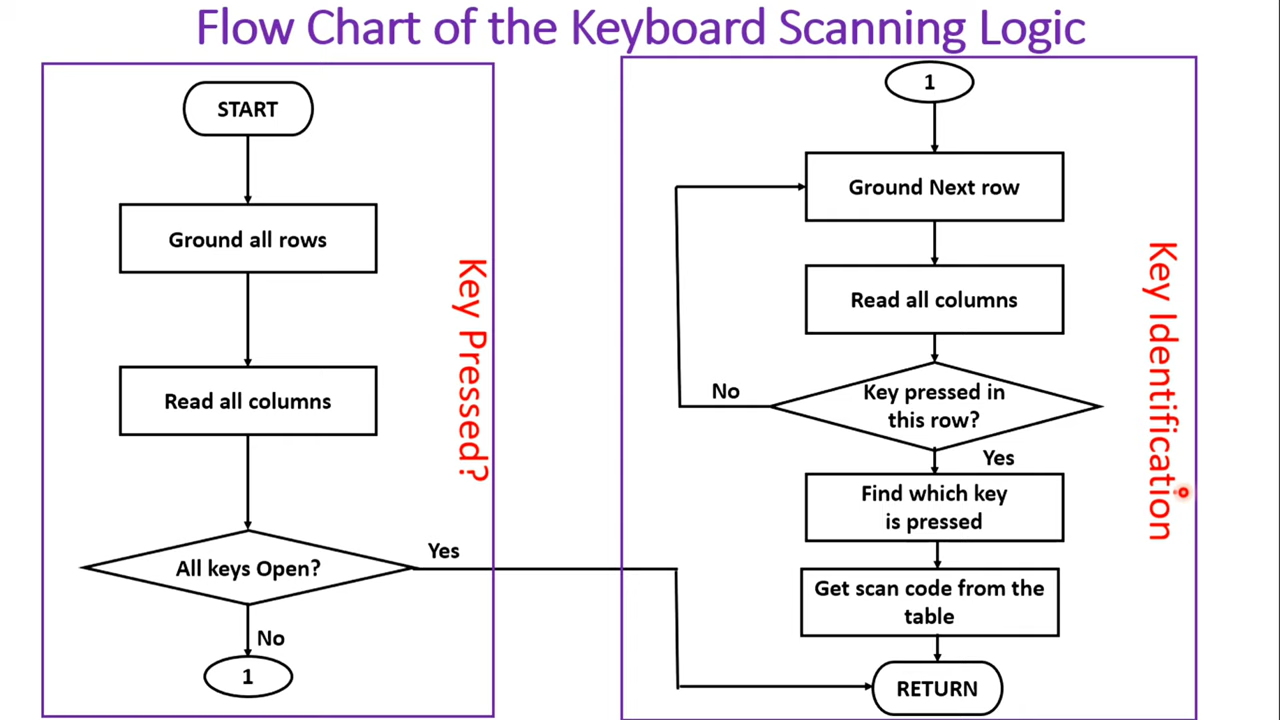 Flow Chart of the Keyboard Scanning Logic
START
Ground all rows
Read all columns
All keys Open?
Yes
No
1
Key Pressed?
1
Ground Next row
Read all columns
Key pressed in
this row?
No
Yes
Find which key
is pressed
Get scan code from the
table
RETURN
Key Identification